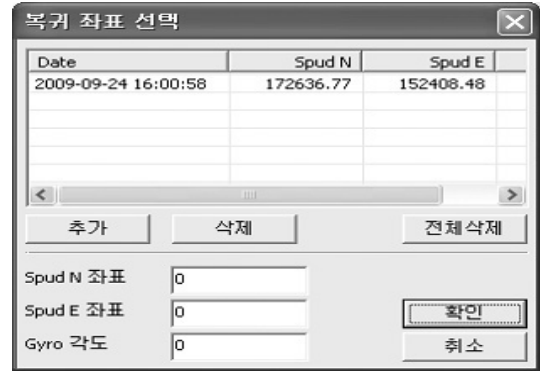 복귀 좌표 선택
Date Spud N Spud E
2009-09-24 16:00:58 172636.77 152408.48
추가 삭제 전체삭제
Spud N 좌표 0
Spud E 좌표 0 확인
Gyro 각도 0 취소